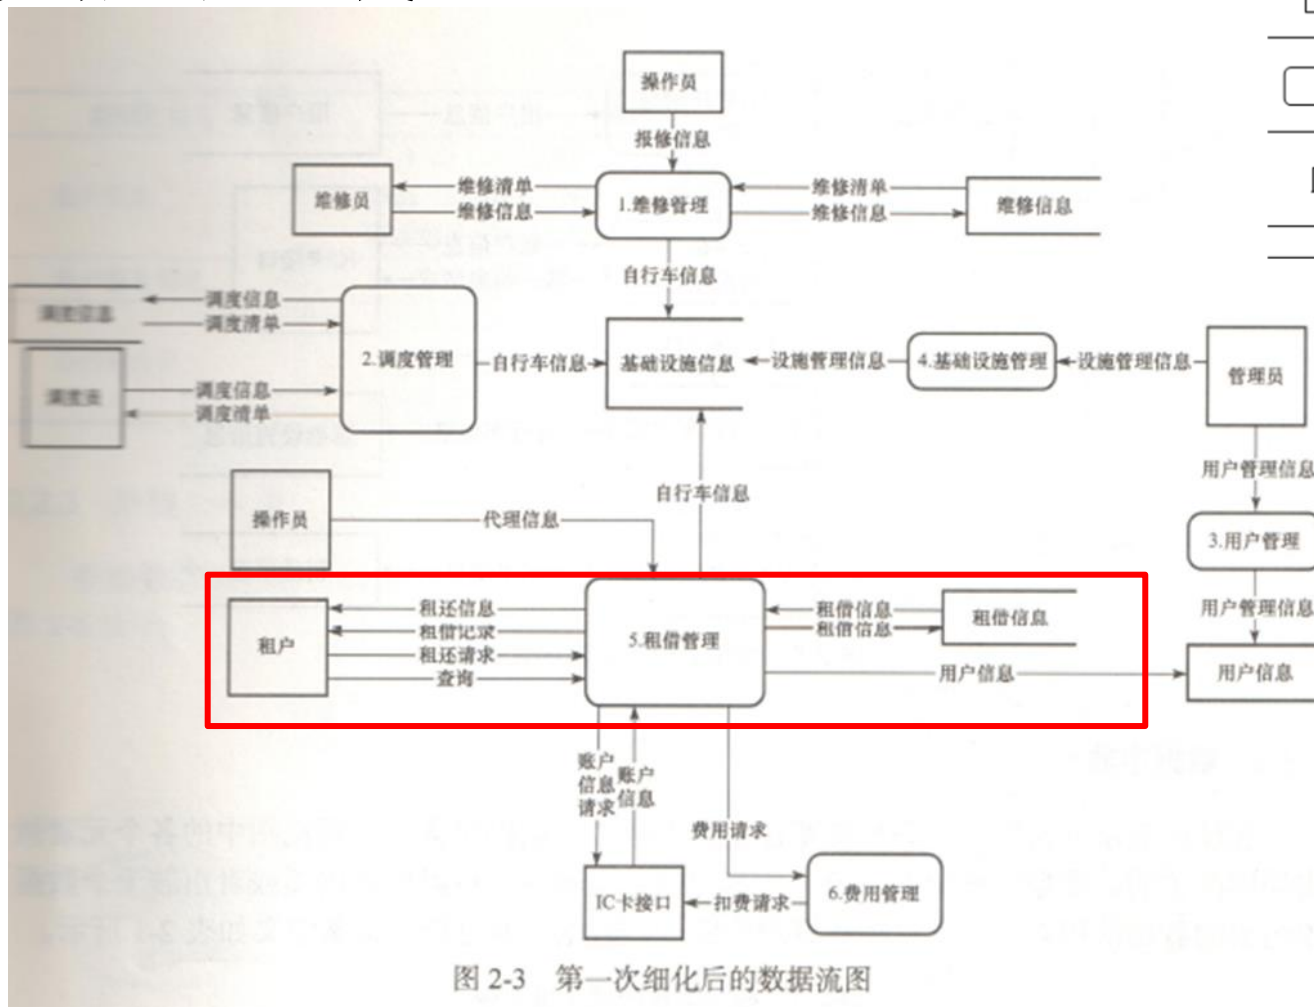 操作员
报修信息
维修员
维修清单
维修信息
1.维修管理
维修清单
维修信息
维修信息
自行车信息
调度信息
调度信息
调度清单
2.调度管理
自行车信息
基础设施信息
设施管理信息
4.基础设施管理
设施管理信息
管理员
调度员
调度信息
调度清单
用户管理信息
自行车信息
操作员
代理信息
3.用户管理
用户管理信息
租户
租还信息
租借记录
租还请求
查询
5.租借管理
租借信息
租借信息
租借信息
用户信息
用户信息
账户
信息
请求
账户
信息
费用请求
IC卡接口
扣费请求
6.费用管理
图 2-3 第一次细化后的数据流图